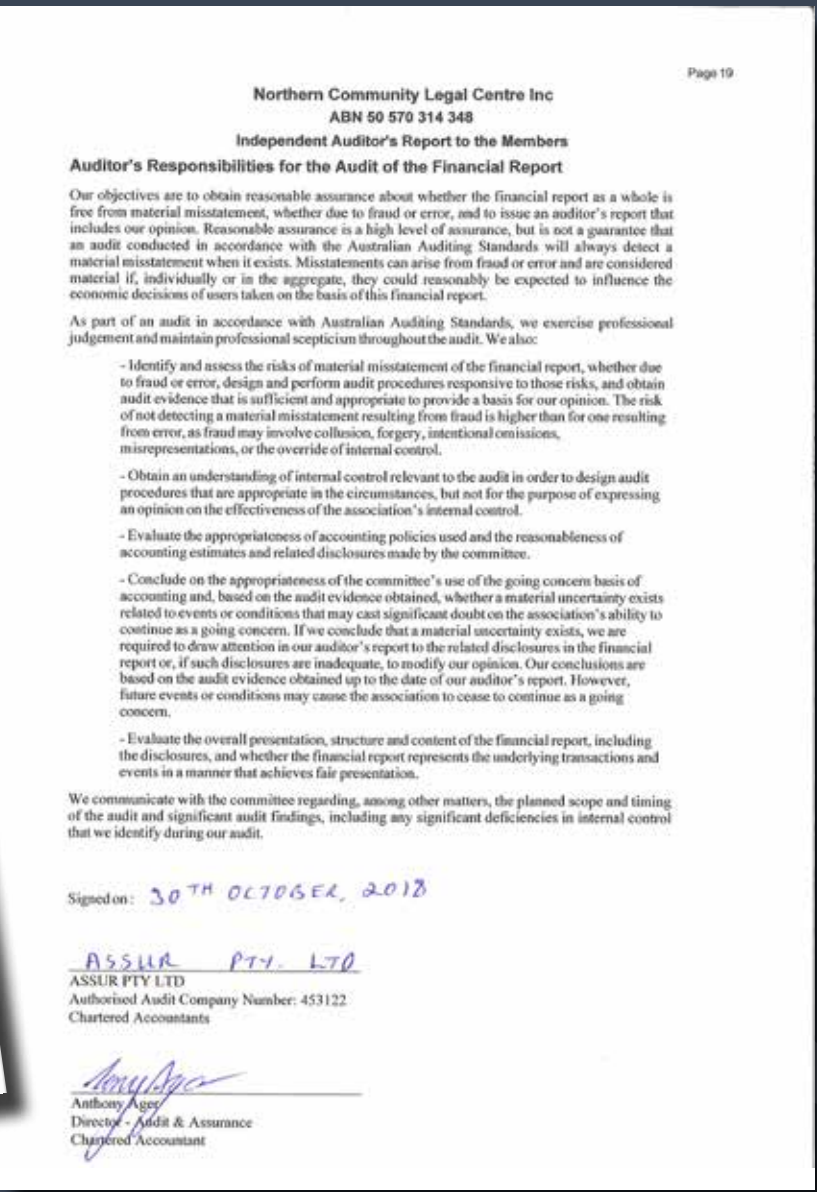 Page 19
Northern Community Legal Centre Inc
ABN 50 570 314 348
Independent Auditor's Report to the Members
Auditor's Responsibilities for the Audit of the Financial Report
Our objectives are to obtain reasonable assurance about whether the financial report as a whole is
free from material misstatement, whether due to fraud or error, and to issue an auditor's report that
includes our opinion. Reasonable assurance is a high level of assurance, but is not a guarantee that
an audit conducted in accordance with the Australian Auditing Standards will always detect a
material misstatement when it exists. Misstatements can arise from fraud or error and are considered
material if, individually or in the aggregate, they could reasonably be expected to influence the
economic decisions of users taken on the basis of this financial report.
As part of an audit in accordance with Australian Auditing Standards, we exercise professional
judgement and maintain professional scepticism throughout the audit. We also:
- Identify and assess the risks of material misstatement of the financial report, whether due
to fraud or error, design and perform audit procedures responsive to those risks, and obtain
audit evidence that is sufficient and appropriate to provide a basis for our opinion. The risk
of not detecting a material misstatement resulting from fraud is higher than for one resulting
from error, as fraud may involve collusion, forgery, intentional omissions,
misrepresentations, or the override of internal control.
- Obtain an understanding of internal control relevant to the audit in order to design audit
procedures that are appropriate in the circumstances, but not for the purpose of expressing
an opinion on the effectiveness of the association's internal control.
- Evaluate the appropriateness of accounting policies used and the reasonableness of
accounting estimates and related disclosures made by the committee.
- Conclude on the appropriateness of the committee's use of the going concern basis of
accounting and, based on the audit evidence obtained, whether a material uncertainty exists
related to events or conditions that may cast significant doubt on the association's ability to
continue as a going concern. If we conclude that a material uncertainty exists, we are
required to draw attention in our auditor's report to the related disclosures in the financial
report or, if such disclosures are inadequate, to modify our opinion. Our conclusions are
based on the audit evidence obtained up to the date of our auditor's report. However,
future events or conditions may cause the association to cease to continue as a going
concern.
- Evaluate the overall presentation, structure and content of the financial report, including
the disclosures, and whether the financial report represents the underlying transactions and
events in a manner that achieves fair presentation.
We communicate with the committee regarding, among other matters, the planned scope and timing
of the audit and significant audit findings, including any significant deficiencies in internal control
that we identify during our audit.
Signed on: 30TH OCTOBER, 2018
ASSUR PTY. LTD
ASSUR PTY LTD
Authorised Audit Company Number: 453122
Chartered Accountants
Tony Ager
Anthony Ager
Director - Audit & Assurance
Chartered Accountant